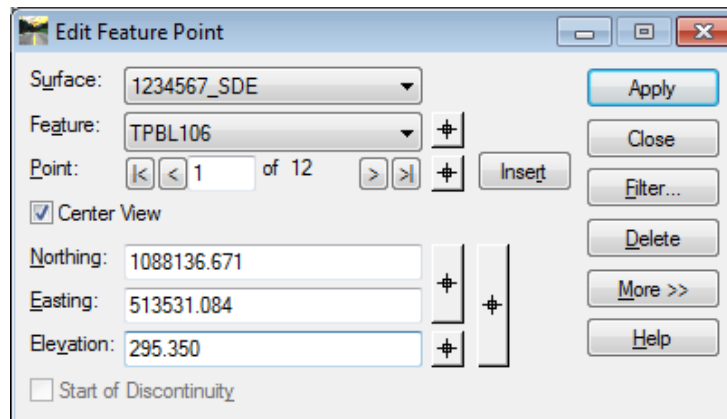 Edit Feature Point
Surface: 1234567_SDE Apply
Feature: TPBL106 Close
Point: |< < 1 of 12 > >| Insert Filter...
Center View
Northing: 1088136.671 Delete
Easting: 513531.084 More >>
Elevation: 295.350 Help
Start of Discontinuity